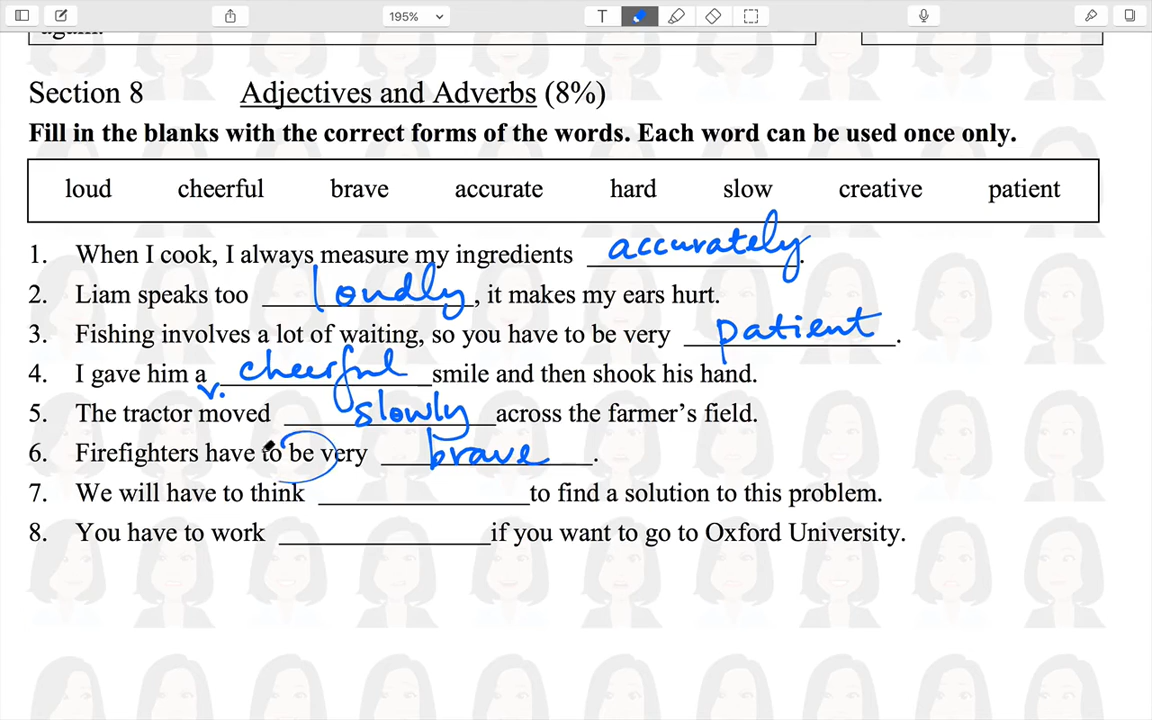 195%
T
again.
Section 8 Adjectives and Adverbs (8%)
Fill in the blanks with the correct forms of the words. Each word can be used once only.
loud cheerful brave accurate hard slow creative patient
1. When I cook, I always measure my ingredients accurately.
2. Liam speaks too loudly, it makes my ears hurt.
3. Fishing involves a lot of waiting, so you have to be very patient.
4. I gave him a cheerful smile and then shook his hand.
v.
5. The tractor moved slowly across the farmer's field.
6. Firefighters have to be very brave.
7. We will have to think ____________ to find a solution to this problem.
8. You have to work ____________ if you want to go to Oxford University.